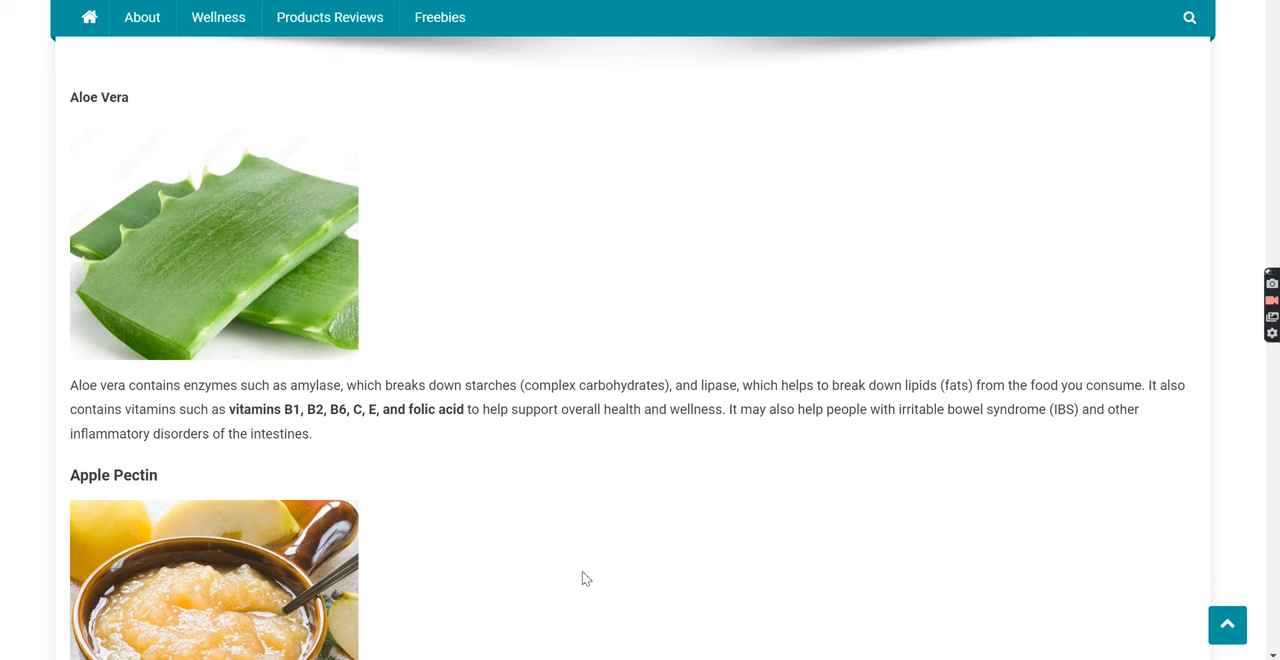 About Wellness Products Reviews Freebies
Aloe Vera
Aloe vera contains enzymes such as amylase, which breaks down starches (complex carbohydrates), and lipase, which helps to break down lipids (fats) from the food you consume. It also
contains vitamins such as vitamins B1, B2, B6, C, E, and folic acid to help support overall health and wellness. It may also help people with irritable bowel syndrome (IBS) and other
inflammatory disorders of the intestines.
Apple Pectin